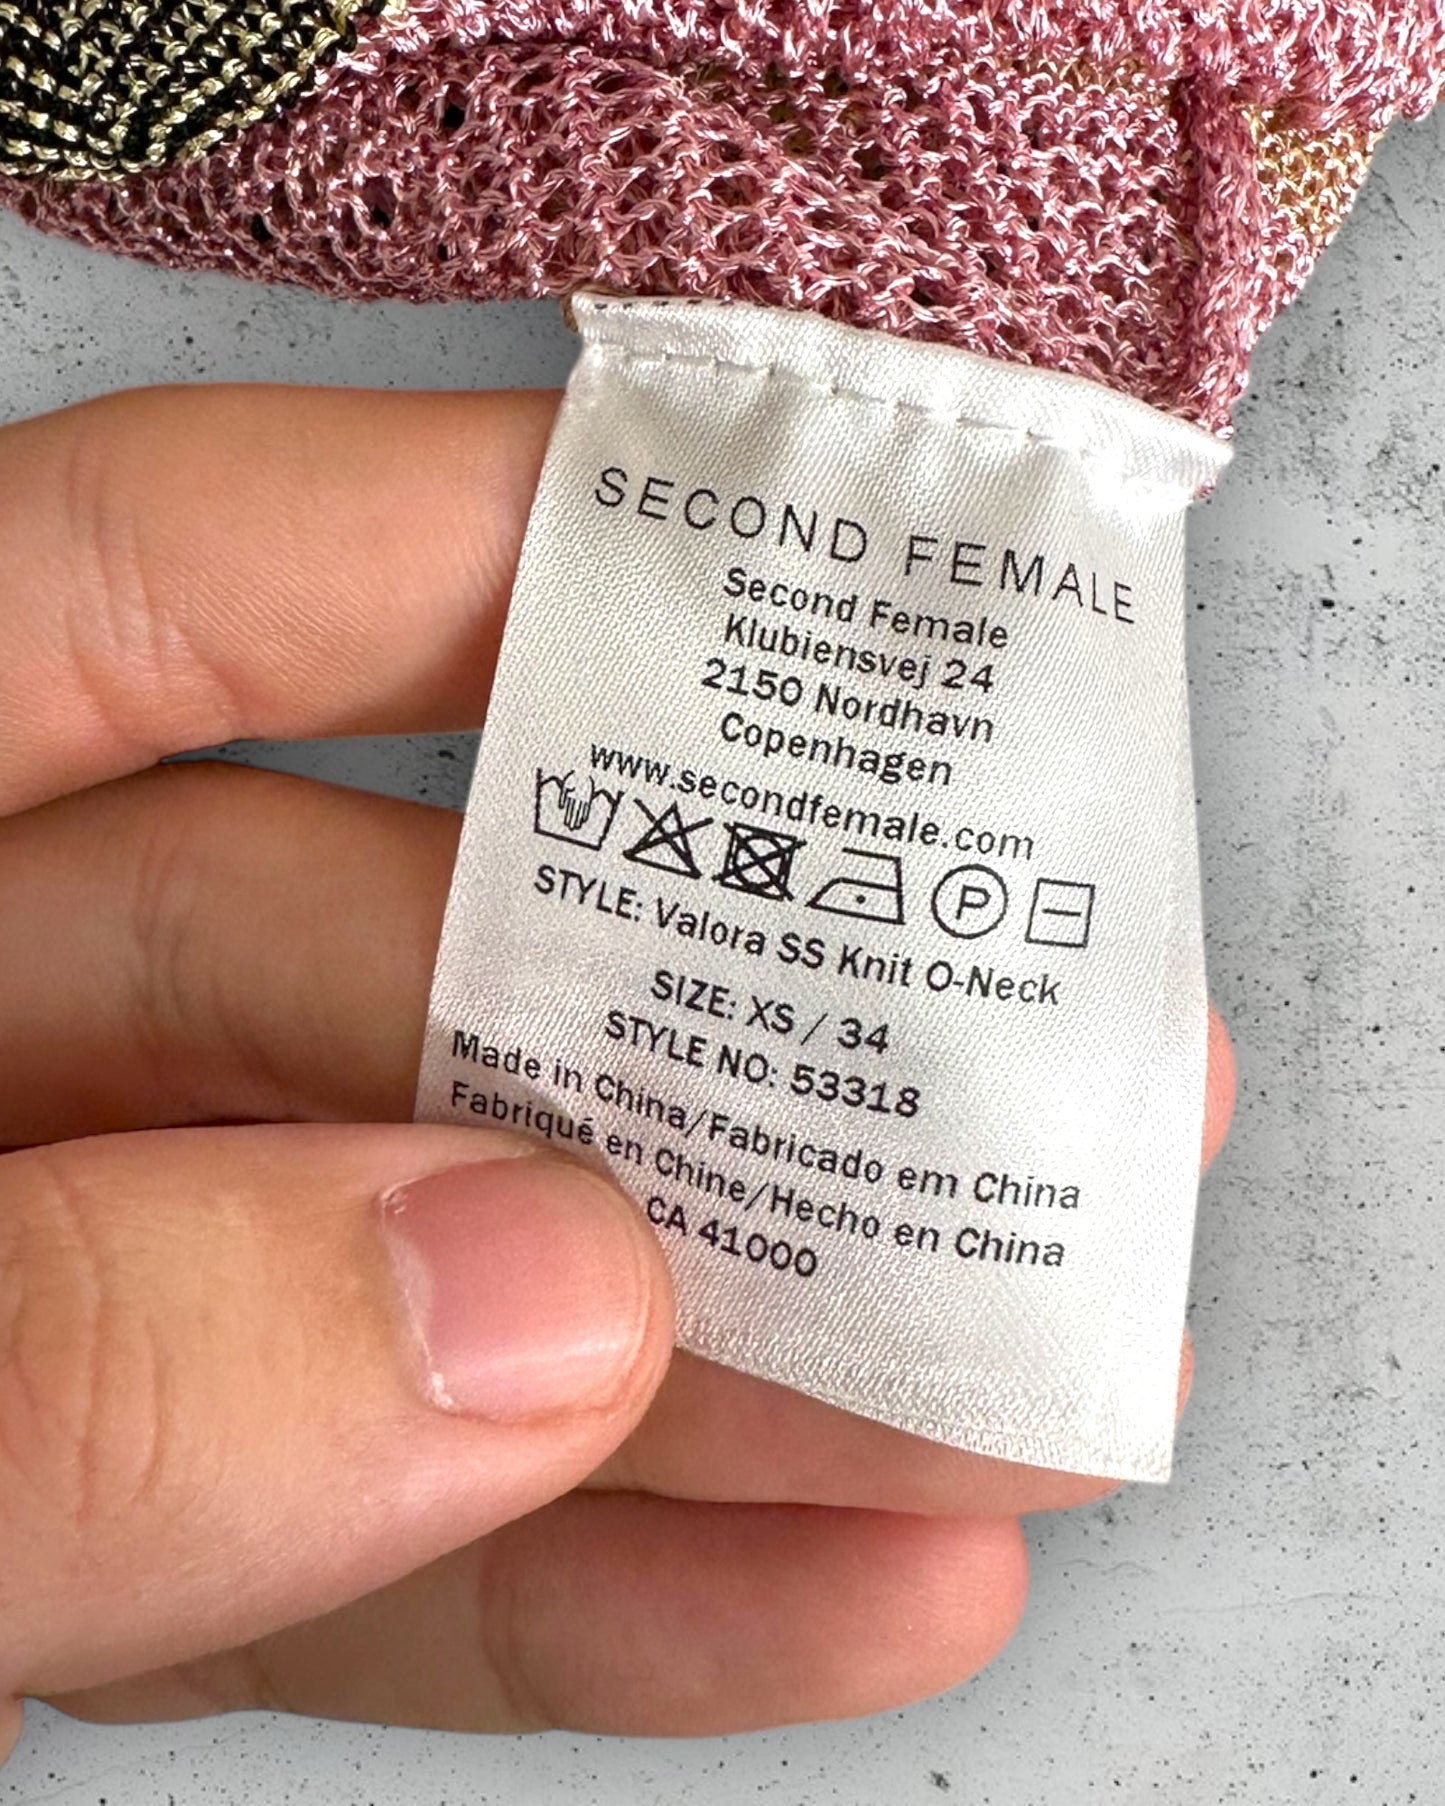 SECOND FEMALE
Second Female
Klubiensvej 24
2150 Nordhavn
Copenhagen
www.secondfemale.com
P
STYLE: Valora SS Knit O-Neck
SIZE: XS / 34
STYLE NO: 53318
Made in China/Fabricado em China
Fabriqué en Chine/Hecho en China
CA 41000